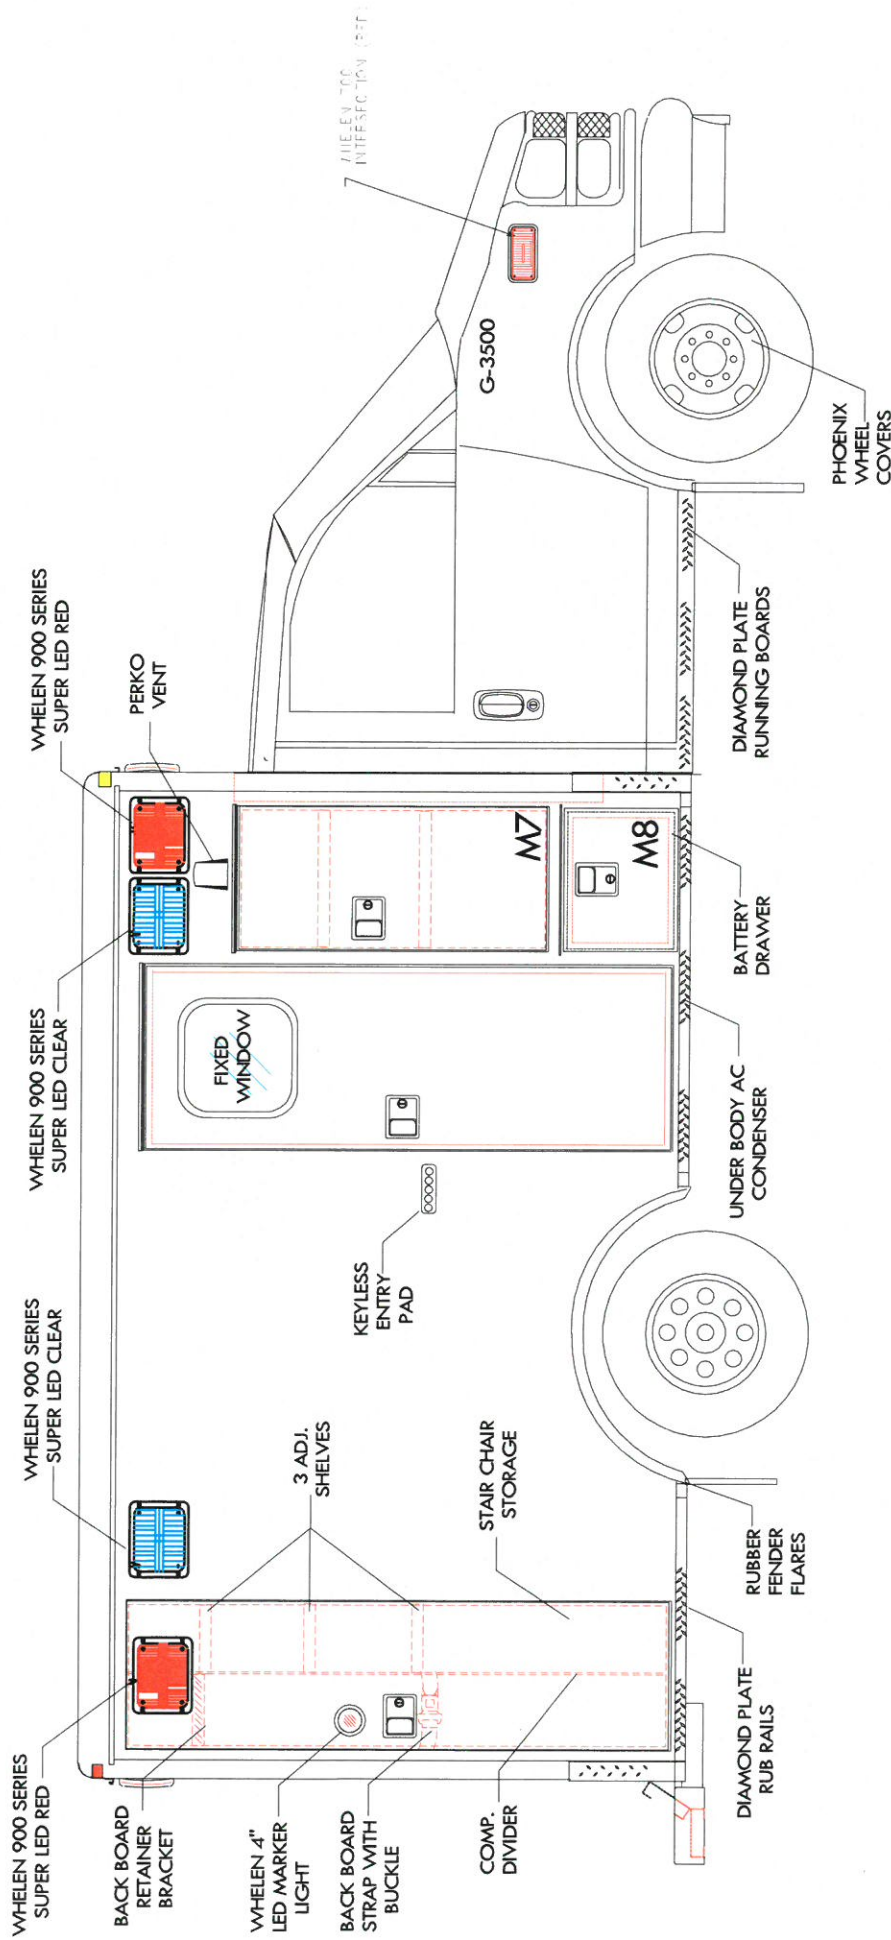 WHELEN 900 SERIES
SUPER LED RED
WHELEN 900 SERIES
SUPER LED CLEAR
WHELEN 900 SERIES
SUPER LED CLEAR
WHELEN 900 SERIES
SUPER LED RED
PERKO
VENT
INTERSECTION (RED)
BACK BOARD
RETAINER
BRACKET
WHELEN 4"
LED MARKER
LIGHT
BACK BOARD
STRAP WITH
BUCKLE
COMP.
DIVIDER
3 ADJ.
SHELVES
STAIR CHAIR
STORAGE
KEYLESS
ENTRY
PAD
FIXED
WINDOW
M7
M8
G-3500
DIAMOND PLATE
RUB RAILS
RUBBER
FENDER
FLARES
UNDER BODY AC
CONDENSER
BATTERY
DRAWER
DIAMOND PLATE
RUNNING BOARDS
PHOENIX
WHEEL
COVERS